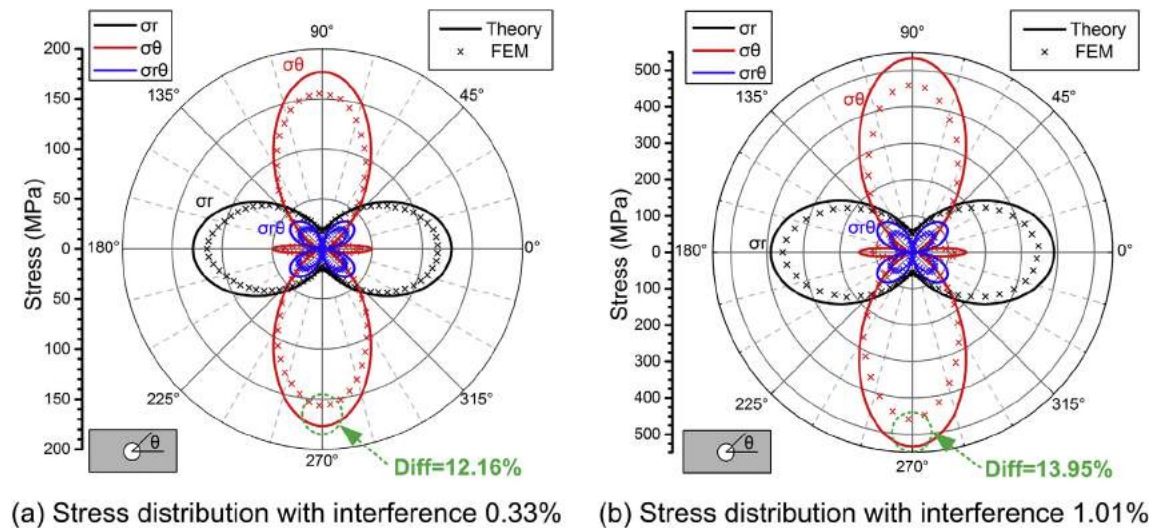 σr
σθ
σrθ
Theory
FEM
Stress (MPa)
200
150
100
50
0
50
100
150
200
90°
45°
0°
315°
270°
225°
180°
135°
σθ
σr
σrθ
θ
Diff=12.16%
(a) Stress distribution with interference 0.33%
σr
σθ
σrθ
Theory
FEM
Stress (MPa)
500
400
300
200
100
0
100
200
300
400
500
90°
45°
0°
315°
270°
225°
180°
135°
σθ
σr
σrθ
θ
Diff=13.95%
(b) Stress distribution with interference 1.01%